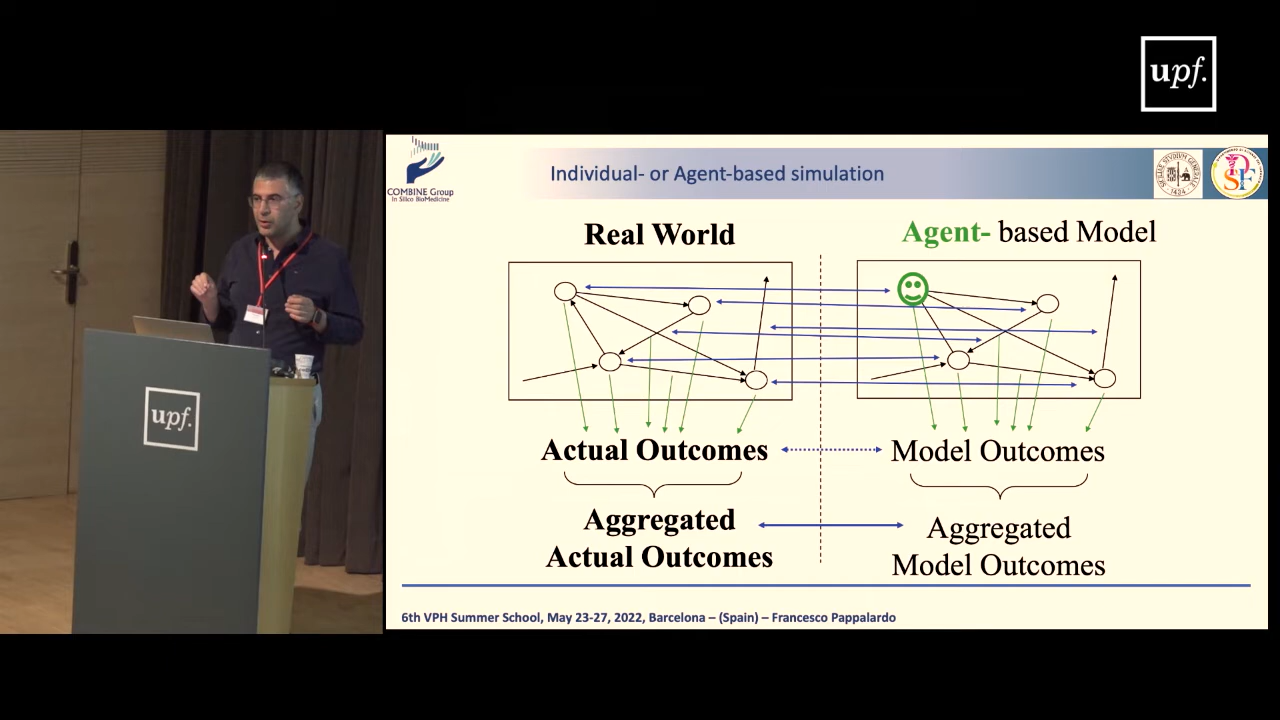 upf.
COMBINE Group
In Silico BioMedicine
Individual- or Agent-based simulation
Real World
Agent- based Model
Actual Outcomes
Model Outcomes
Aggregated
Actual Outcomes
Aggregated
Model Outcomes
6th VPH Summer School, May 23-27, 2022, Barcelona – (Spain) – Francesco Pappalardo
upf.